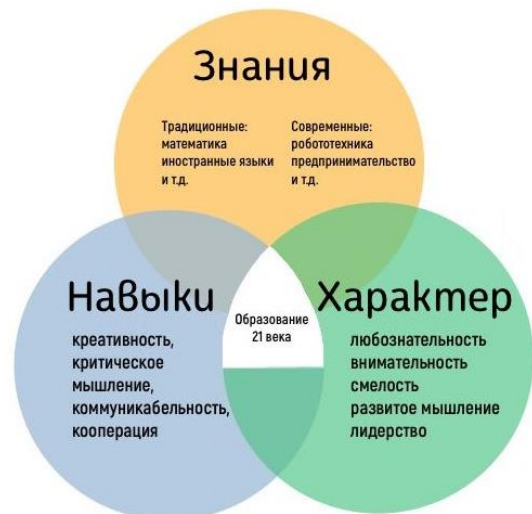 Знания
Традиционные:
математика
иностранные языки
и т.д.
Современные:
робототехника
предпринимательство
и т.д.
Навыки
креативность,
критическое
мышление,
коммуникабельность,
кооперация
Образование
21 века
Характер
любознательность
внимательность
смелость
развитое мышление
лидерство